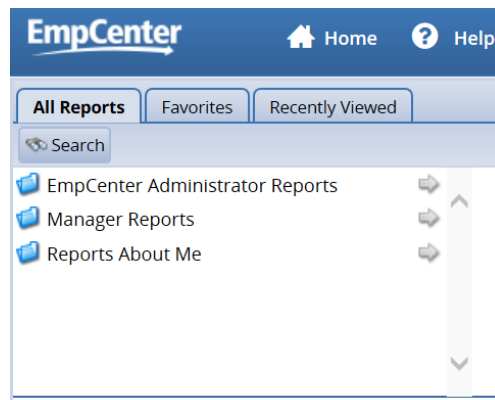 EmpCenter Home ? Help
All Reports Favorites Recently Viewed
Search
EmpCenter Administrator Reports
Manager Reports
Reports About Me